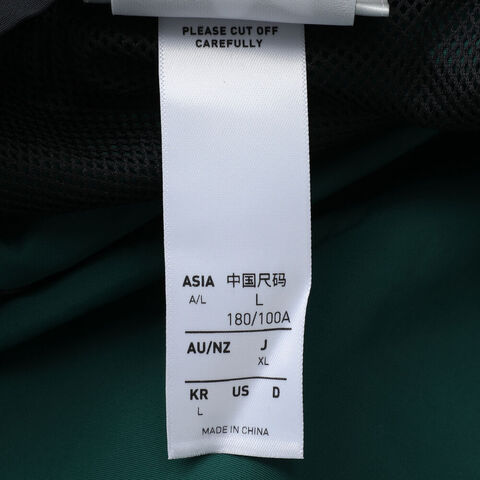 PLEASE CUT OFF
CAREFULLY
ASIA 中国尺码
A/L L
180/100A
AU/NZ J
XL
KR US D
L
MADE IN CHINA